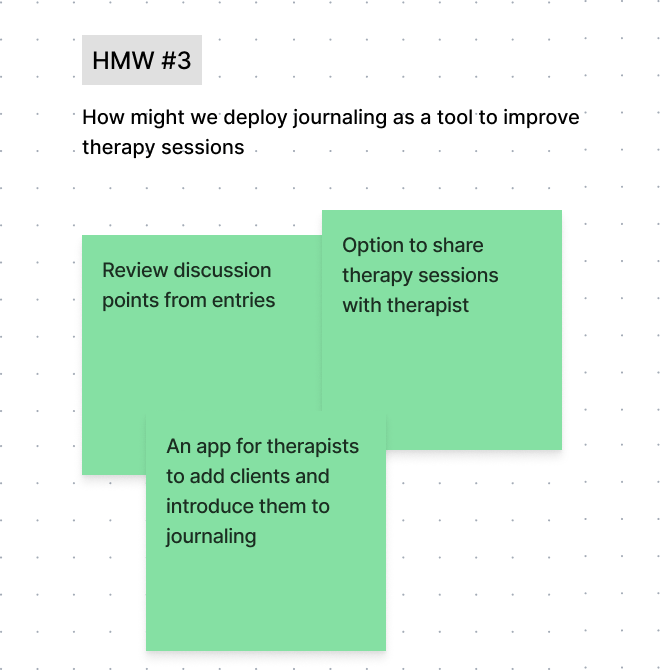 HMW #3
How might we deploy journaling as a tool to improve
therapy sessions
Review discussion
points from entries
Option to share
therapy sessions
with therapist
An app for therapists
to add clients and
introduce them to
journaling